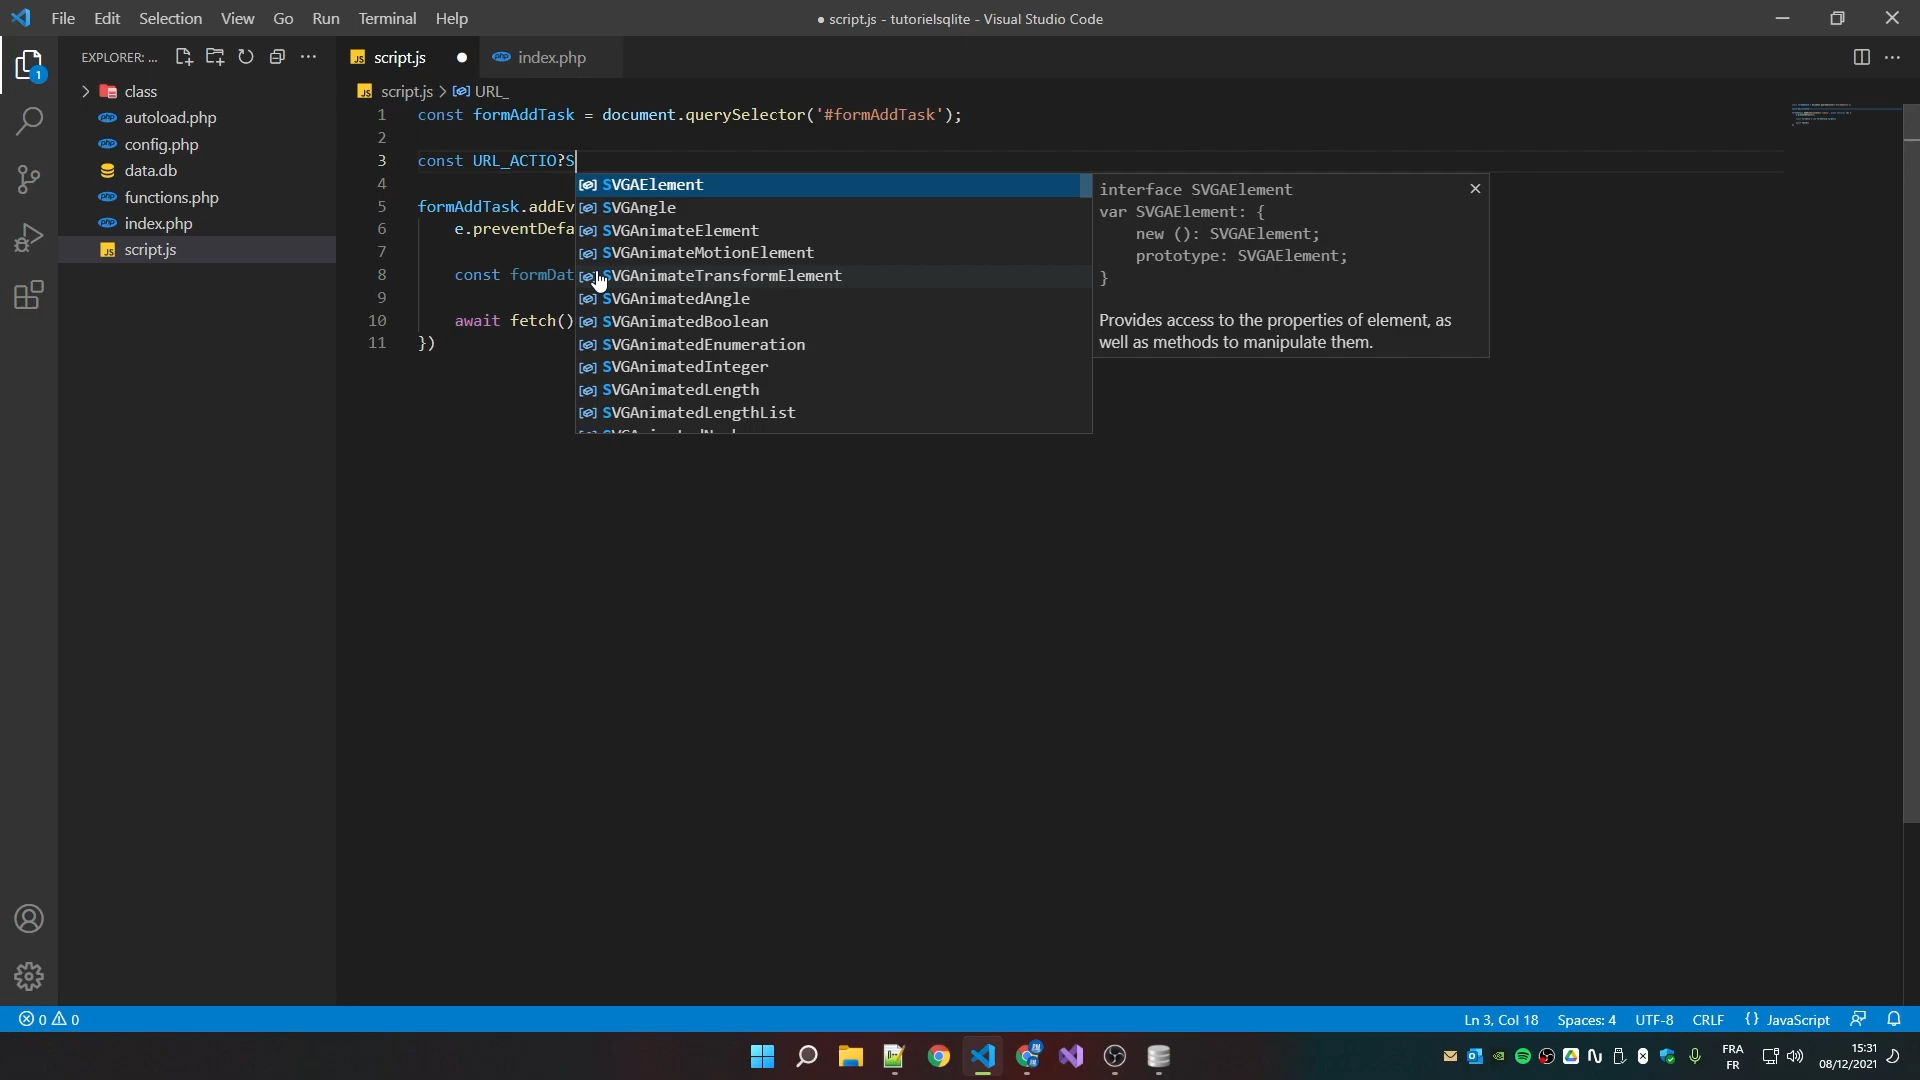 File Edit Selection View Go Run Terminal Help
● script.js - tutorielsqlite - Visual Studio Code
EXPLORER: ...
script.js
index.php
1
class
autoload.php
config.php
data.db
functions.php
index.php
script.js
script.js > URL_
1 const formAddTask = document.querySelector('#formAddTask');
2
3 const URL_ACTIO?S
4
5 formAddTask.addEv
6 e.preventDefa
7
8 const formDat
9
10 await fetch()
11 })
SVGAElement
SVGAngle
SVGAnimateElement
SVGAnimateMotionElement
SVGAnimateTransformElement
SVGAnimatedAngle
SVGAnimatedBoolean
SVGAnimatedEnumeration
SVGAnimatedInteger
SVGAnimatedLength
SVGAnimatedLengthList
interface SVGAElement
var SVGAElement: {
new (): SVGAElement;
prototype: SVGAElement;
}
Provides access to the properties of element, as
well as methods to manipulate them.
0 0
Ln 3, Col 18 Spaces: 4 UTF-8 CRLF {} JavaScript
FRA
FR
15:31
08/12/2021